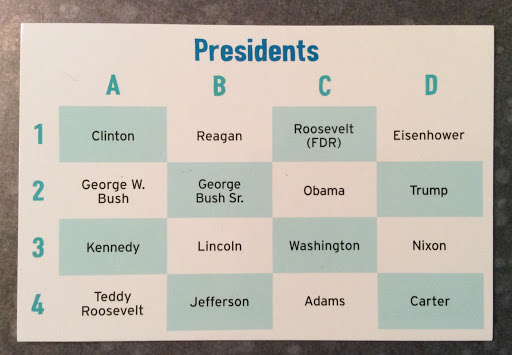 Presidents
A B C D
1 Clinton Reagan Roosevelt (FDR) Eisenhower
2 George W. Bush George Bush Sr. Obama Trump
3 Kennedy Lincoln Washington Nixon
4 Teddy Roosevelt Jefferson Adams Carter